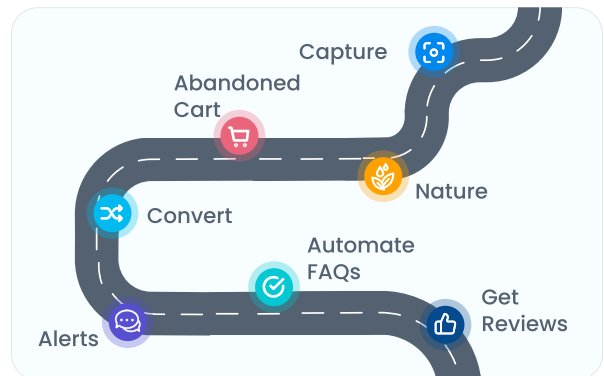 Capture
Abandoned
Cart
Nature
Convert
Automate
FAQs
Get
Reviews
Alerts